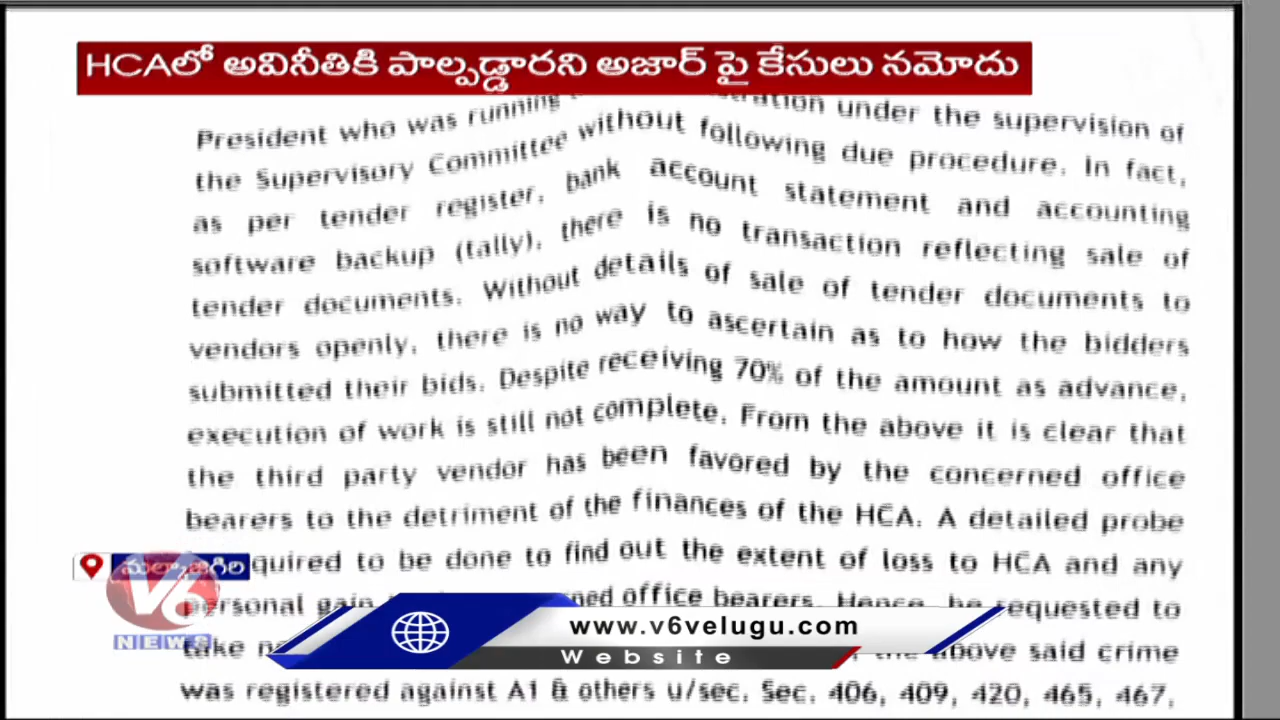 HCAలో అవినీతికి పాల్పడ్డారని అజార్ పై కేసులు నమోదు
President who was running under the supervision of
the Supervisory Committee without following due procedure. In fact,
as per tender register, bank account statement and accounting
software backup (tally), there is no transaction reflecting sale of
tender documents. Without details of sale of tender documents to
vendors openly, there is no way to ascertain as to how the bidders
submitted their bids. Despite receiving 70% of the amount as advance,
execution of work is still not complete. From the above it is clear that
the third party vendor has been favored by the concerned office
bearers to the detriment of the finances of the HCA. A detailed probe
quired to be done to find out the extent of loss to HCA and any
మల్కాజిగిరి
personal gain office bearers. Hence, he requested to
V6
NEWS
www.v6velugu.com
take above said crime
Website
was registered against A1 & others u/sec. Sec. 406, 409, 420, 465, 467,